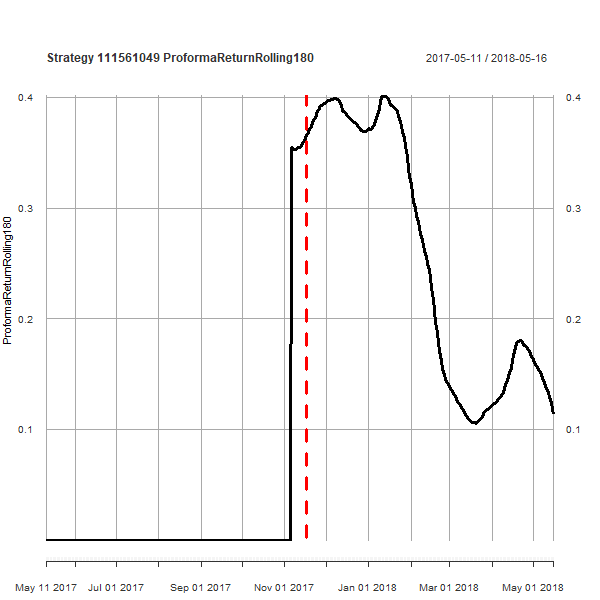 Strategy 111561049 ProformaReturnRolling180
2017-05-11 / 2018-05-16
ProformaReturnRolling180
0.4 0.4
0.3 0.3
0.2 0.2
0.1 0.1
May 11 2017 Jul 01 2017 Sep 01 2017 Nov 01 2017 Jan 01 2018 Mar 01 2018 May 01 2018